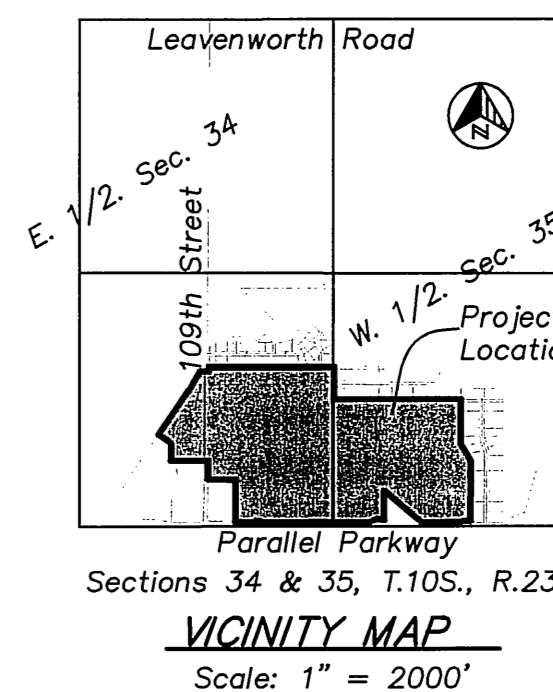 Leavenworth Road
N
E. 1/2. Sec. 34
109th Street
W. 1/2. Sec. 35
Projec
Locatio
Parallel Parkway
Sections 34 & 35, T.10S., R.23
VICINITY MAP
Scale: 1" = 2000'